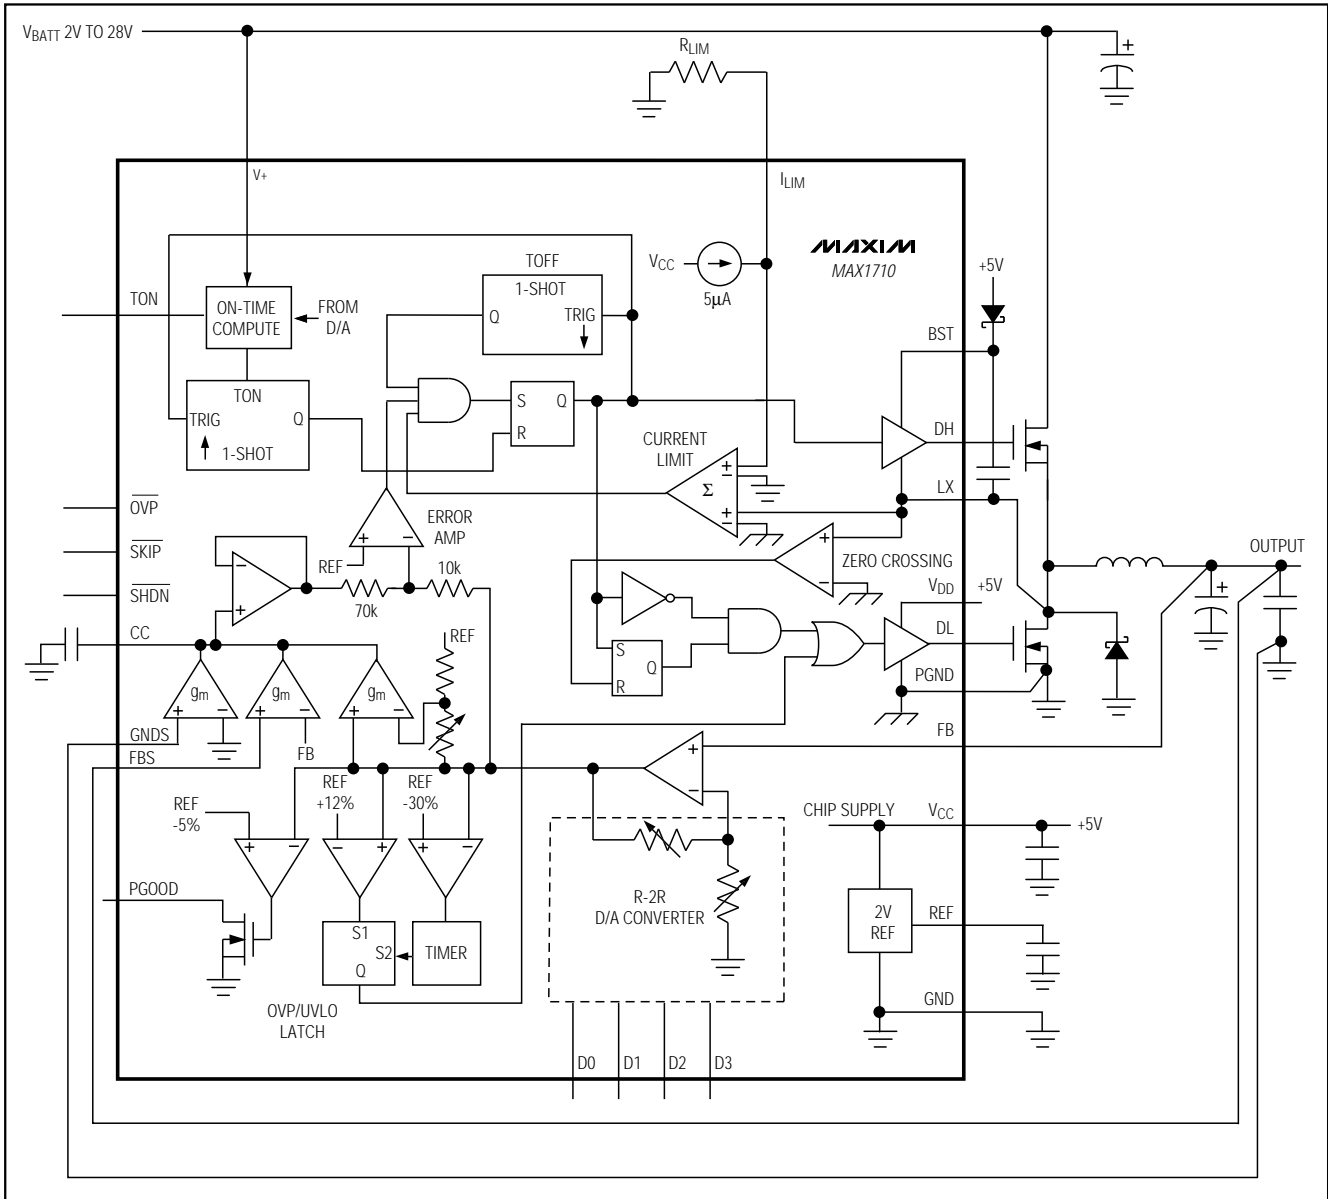 VBATT 2V TO 28V
+
RLIM
V+
ILIM
MAXIM
MAX1710
TOFF
1-SHOT
Q
TRIG
VCC
5μA
+5V
TON
ON-TIME
COMPUTE
FROM
D/A
BST
TON
TRIG
Q
1-SHOT
S
Q
R
CURRENT
LIMIT
+
−
Σ
+
−
DH
LX
OVP
SKIP
SHDN
CC
ERROR
AMP
+
−
REF
10k
70k
−
+
+
ZERO CROSSING
−
OUTPUT
VDD
+5V
+
DL
PGND
S
Q
R
REF
gm
gm
gm
+
−
+
−
+
−
GNDS
FBS
FB
FB
+
−
REF
-5%
REF
+12%
REF
-30%
+
−
−
+
+
−
CHIP SUPPLY
VCC
+5V
PGOOD
R-2R
D/A CONVERTER
2V
REF
REF
S1
S2
Q
TIMER
OVP/UVLO
LATCH
GND
D0
D1
D2
D3